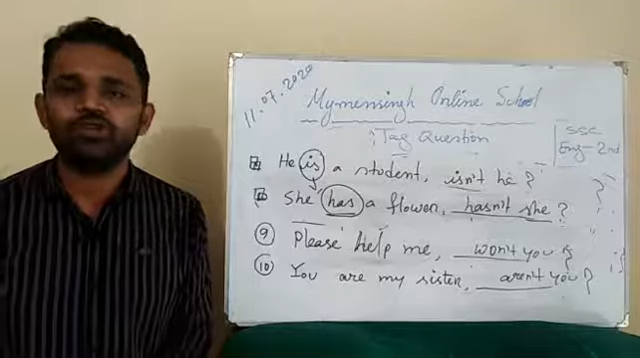 11.07.2020
Mymensingh Online School
Tag Question
SSC
Eng-2nd
He is a student, isn't he?
She has a flower, hasn't she?
9 Please help me, won't you?
10 You are my sister, aren't you?